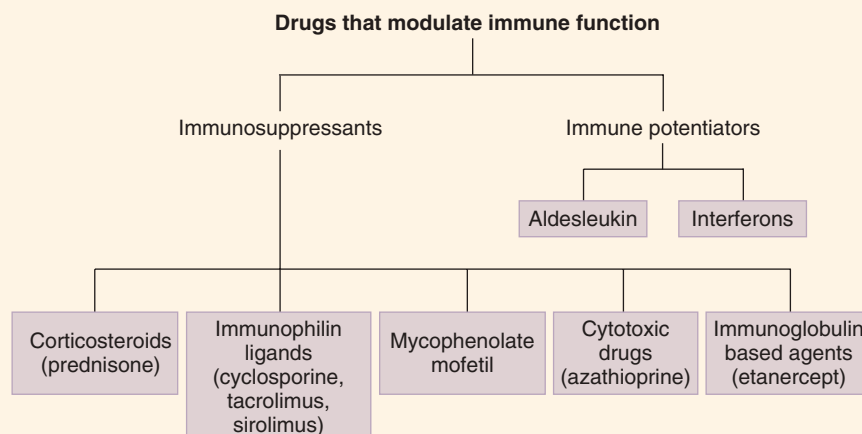 Drugs that modulate immune function
Immunosuppressants
Immune potentiators
Aldesleukin
Interferons
Corticosteroids
(prednisone)
Immunophilin
ligands
(cyclosporine,
tacrolimus,
sirolimus)
Mycophenolate
mofetil
Cytotoxic
drugs
(azathioprine)
Immunoglobulin
based agents
(etanercept)